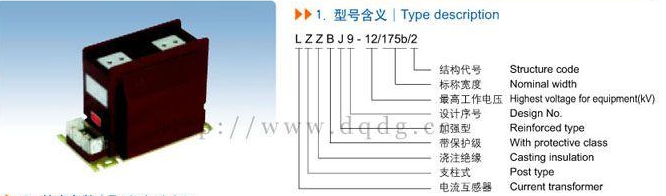 1. 型号含义 | Type description
L Z Z B J 9 - 12/175b/2
结构代号 Structure code
标称宽度 Nominal width
最高工作电压 Highest voltage for equipment(kV)
设计序号 Design No.
加强型 Reinforced type
带保护级 With protective class
浇注绝缘 Casting insulation
支柱式 Post type
电流互感器 Current transformer
http://www.dqdg.com